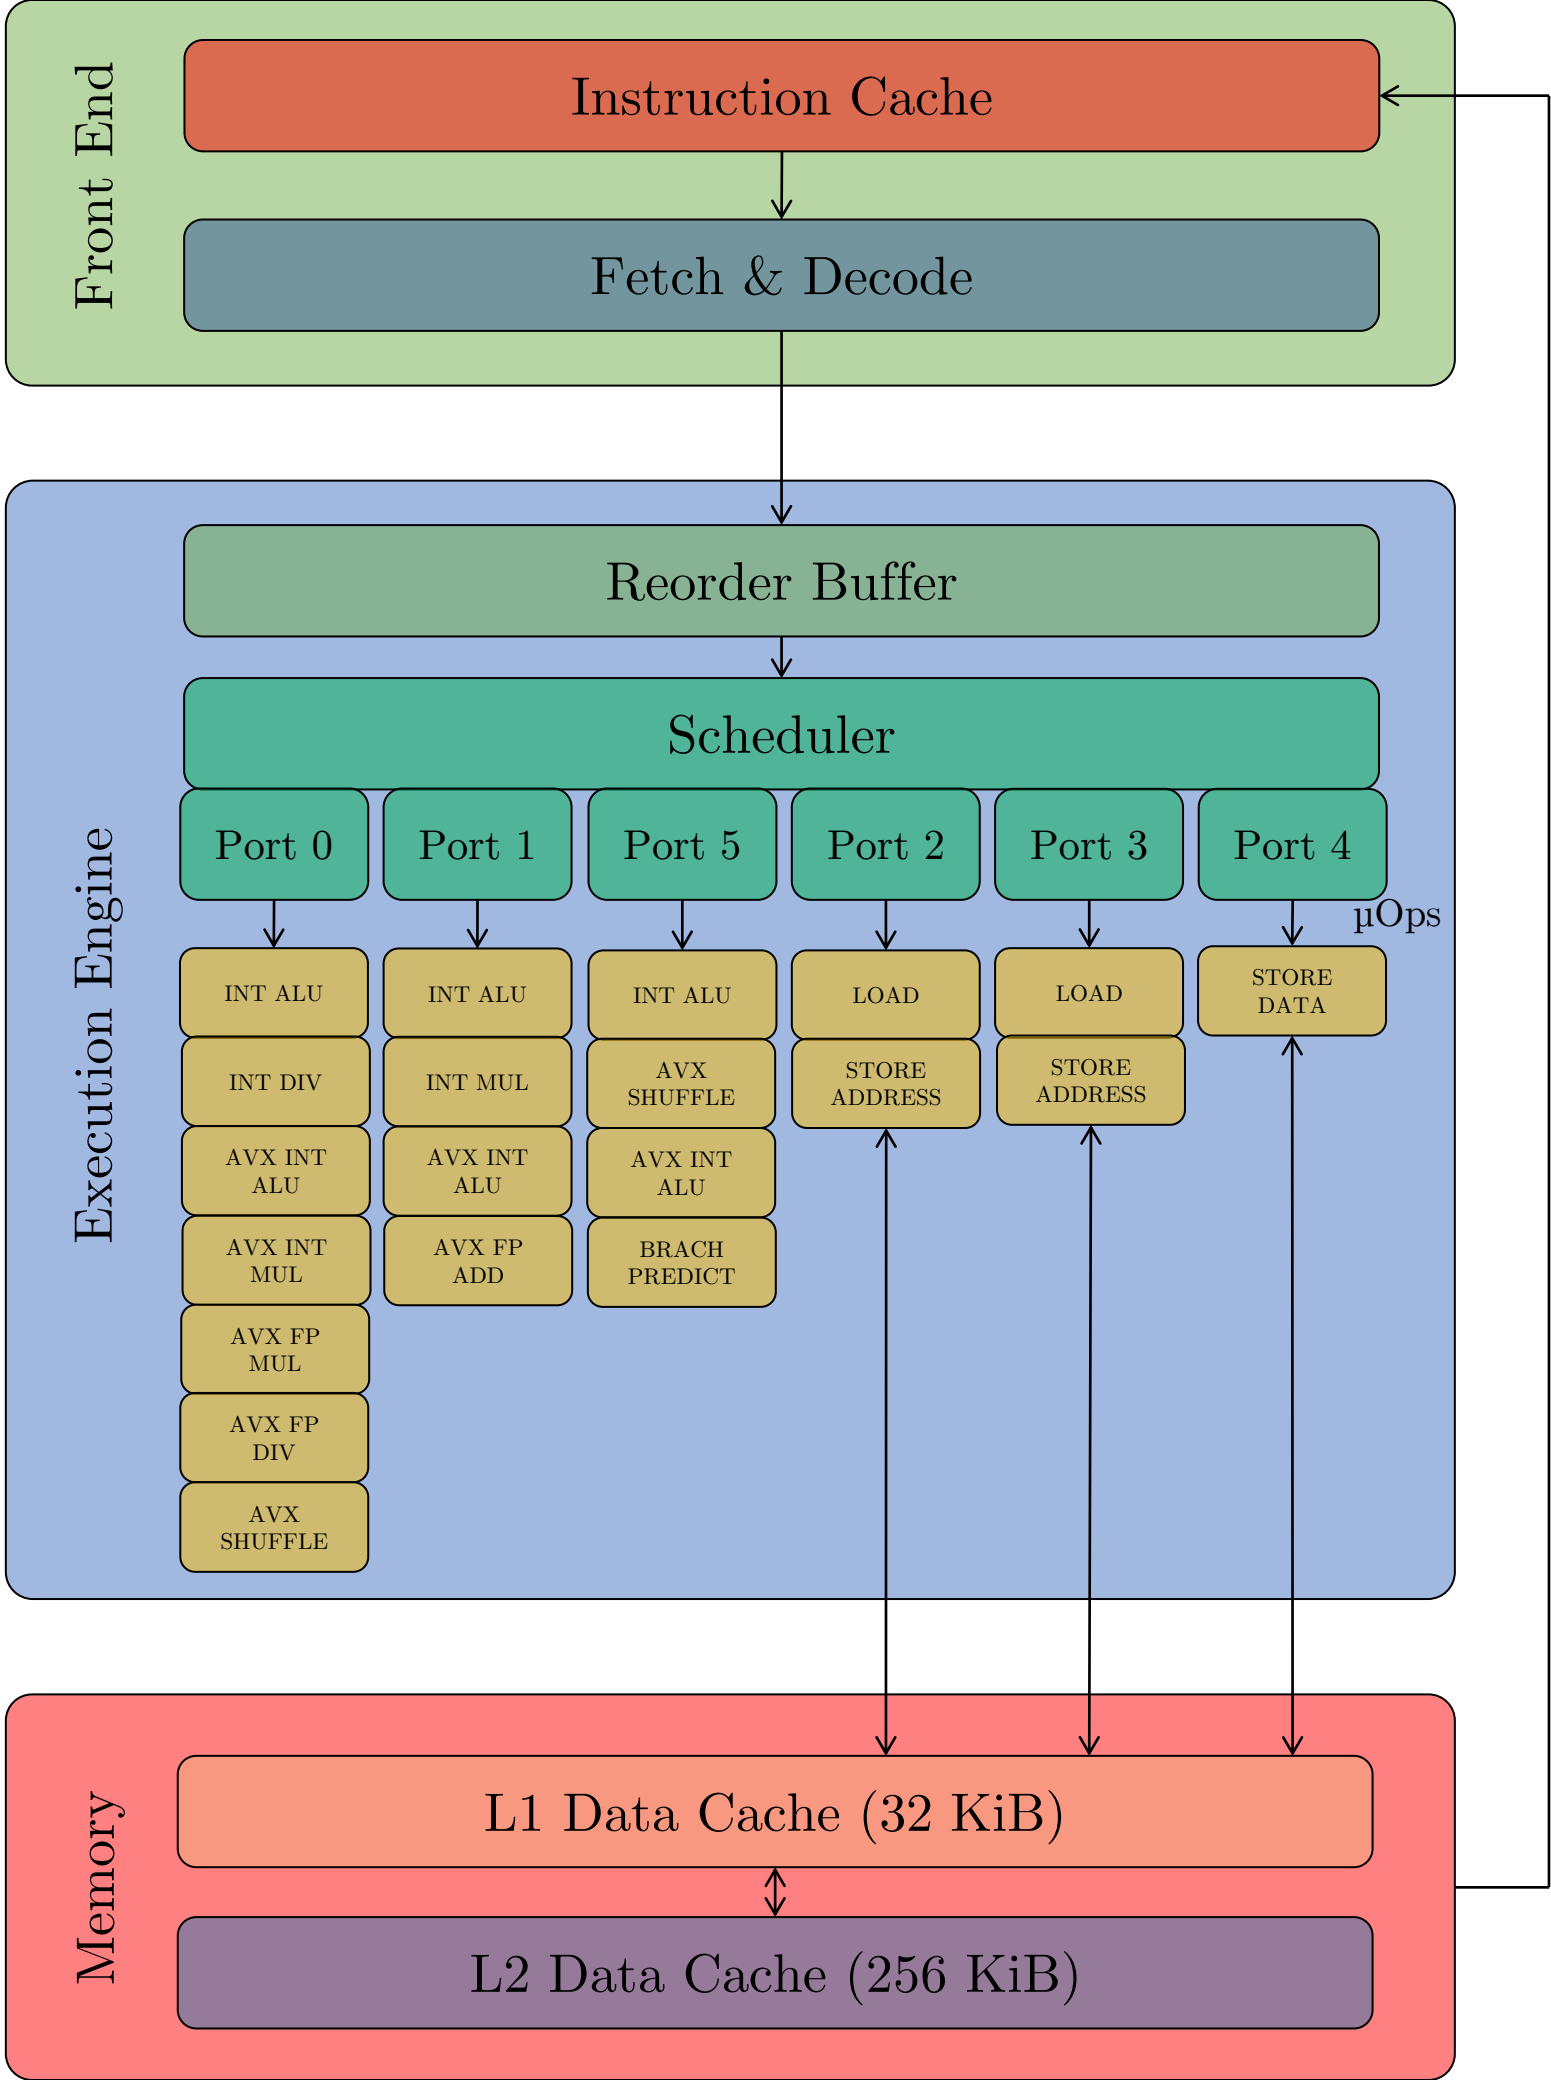 Front End
Instruction Cache
Fetch & Decode
Execution Engine
Reorder Buffer
Scheduler
Port 0
Port 1
Port 5
Port 2
Port 3
Port 4
µOps
INT ALU
INT DIV
AVX INT
ALU
AVX INT
MUL
AVX FP
MUL
AVX FP
DIV
AVX
SHUFFLE
INT ALU
INT MUL
AVX INT
ALU
AVX FP
ADD
INT ALU
AVX
SHUFFLE
AVX INT
ALU
BRACH
PREDICT
LOAD
STORE
ADDRESS
LOAD
STORE
ADDRESS
STORE
DATA
Memory
L1 Data Cache (32 KiB)
L2 Data Cache (256 KiB)